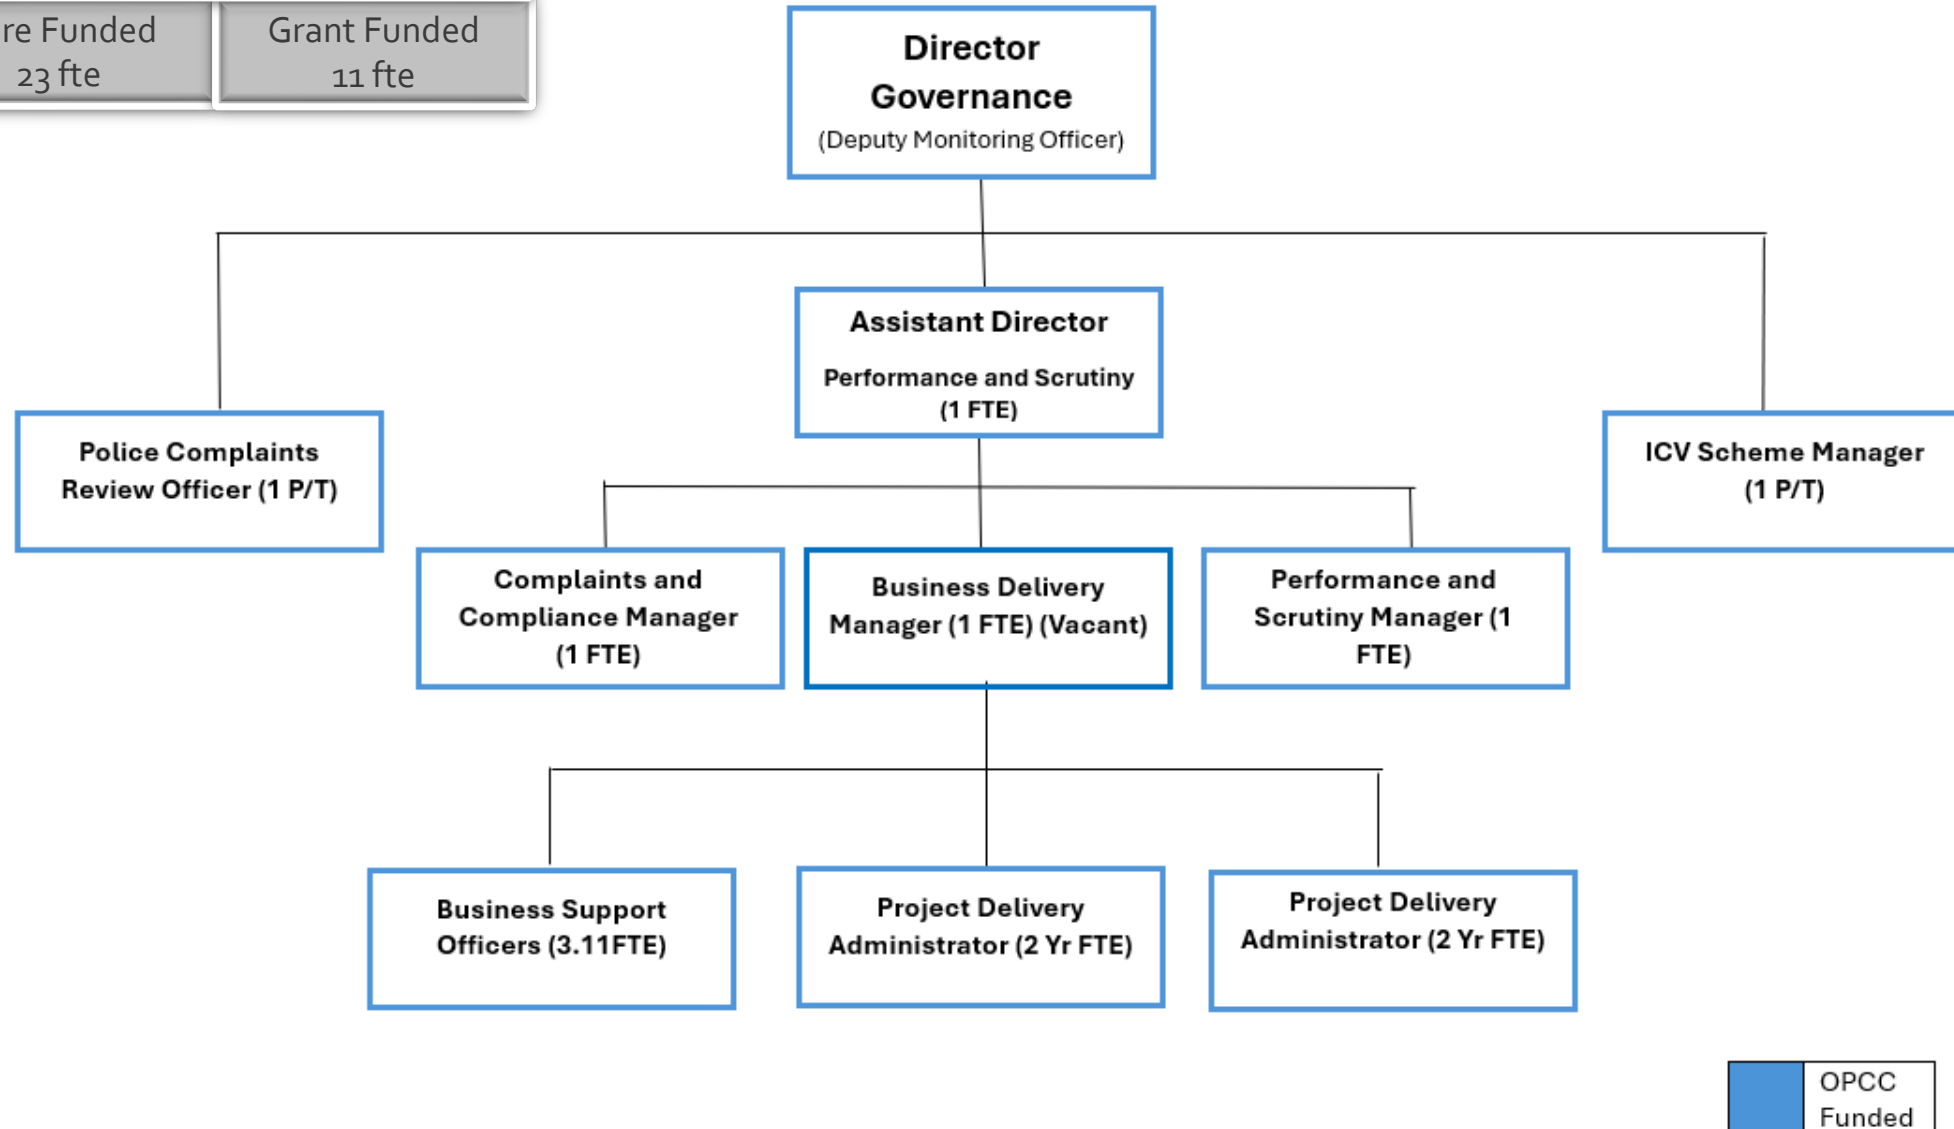 re Funded
23 fte
Grant Funded
11 fte
Director
Governance
(Deputy Monitoring Officer)
Assistant Director
Performance and Scrutiny
(1 FTE)
Police Complaints
Review Officer (1 P/T)
ICV Scheme Manager
(1 P/T)
Complaints and
Compliance Manager
(1 FTE)
Business Delivery
Manager (1 FTE) (Vacant)
Performance and
Scrutiny Manager (1
FTE)
Business Support
Officers (3.11FTE)
Project Delivery
Administrator (2 Yr FTE)
Project Delivery
Administrator (2 Yr FTE)
OPCC
Funded